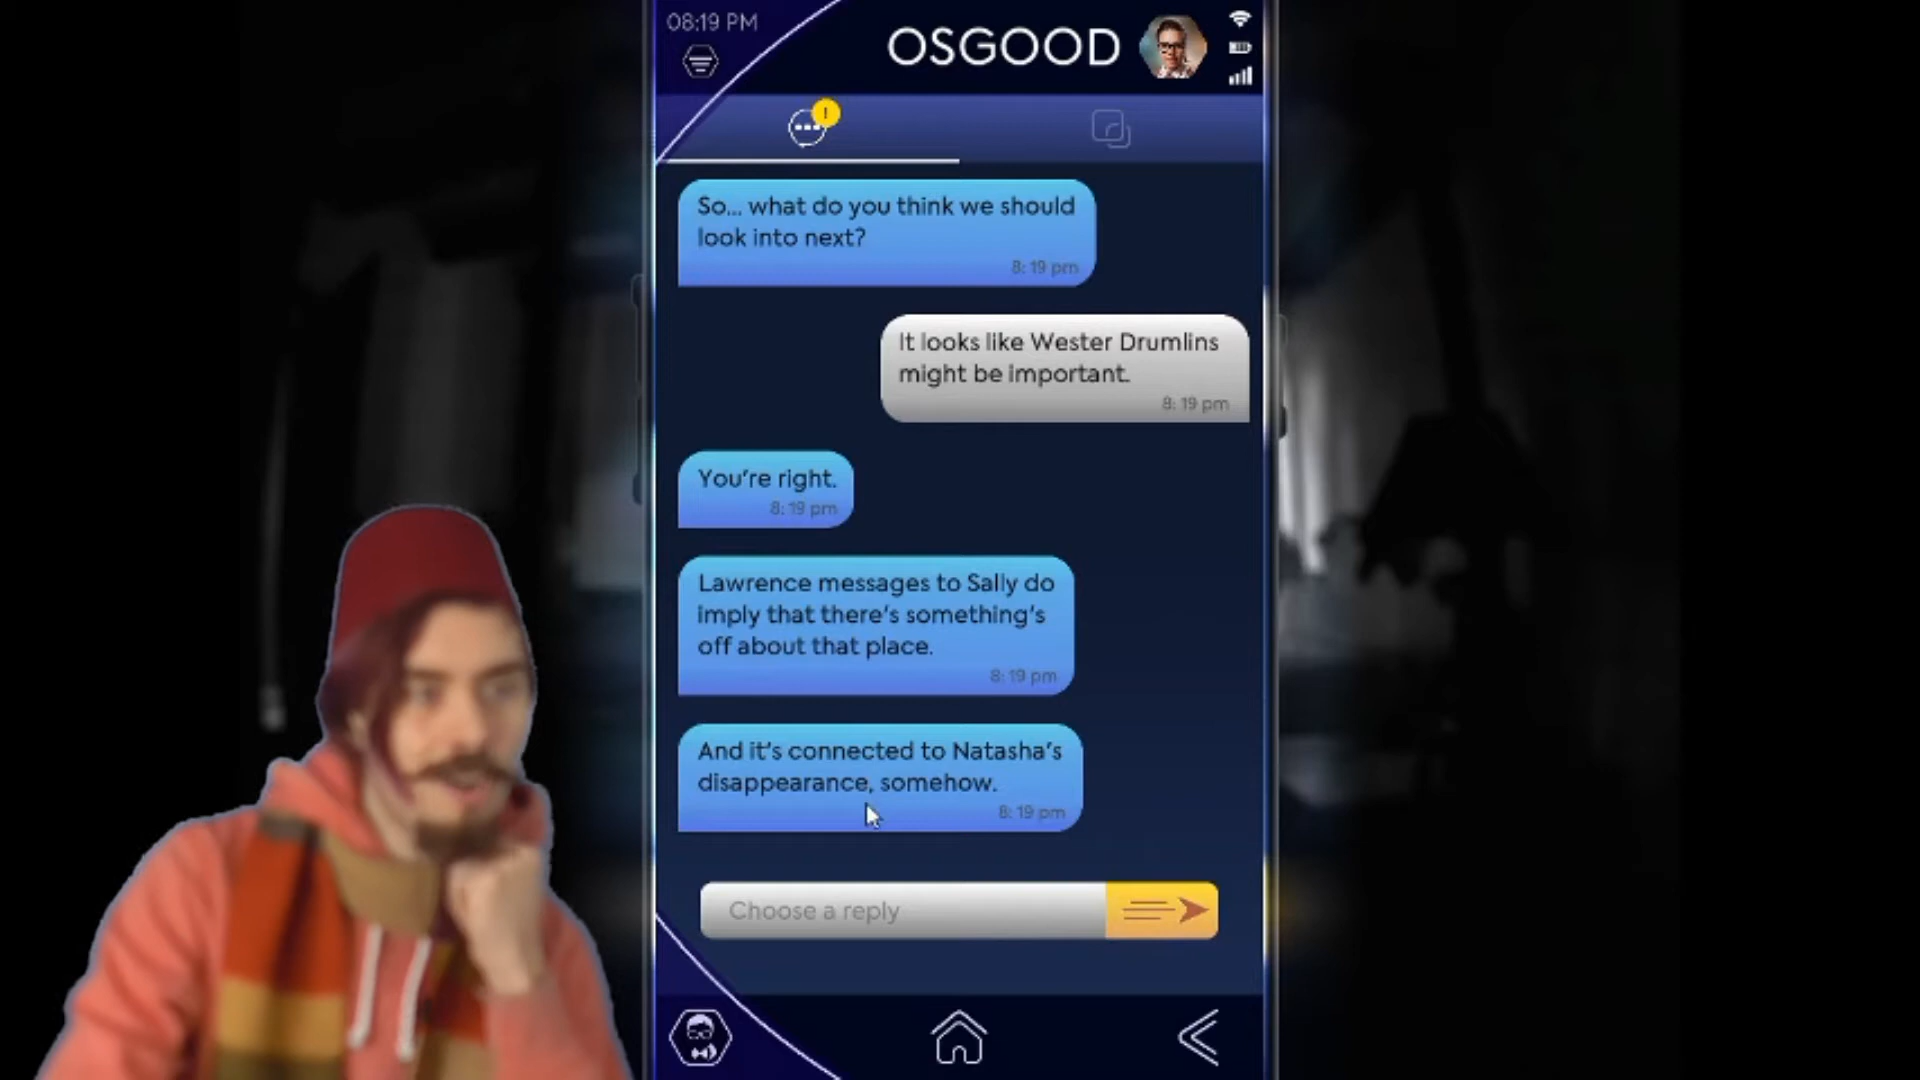 08:19 PM
OSGOOD
!
So... what do you think we should
look into next?
8:19 pm
It looks like Wester Drumlins
might be important.
8:19 pm
You're right.
8:19 pm
Lawrence messages to Sally do
imply that there's something's
off about that place.
8:19 pm
And it's connected to Natasha's
disappearance, somehow.
8:19 pm
Choose a reply